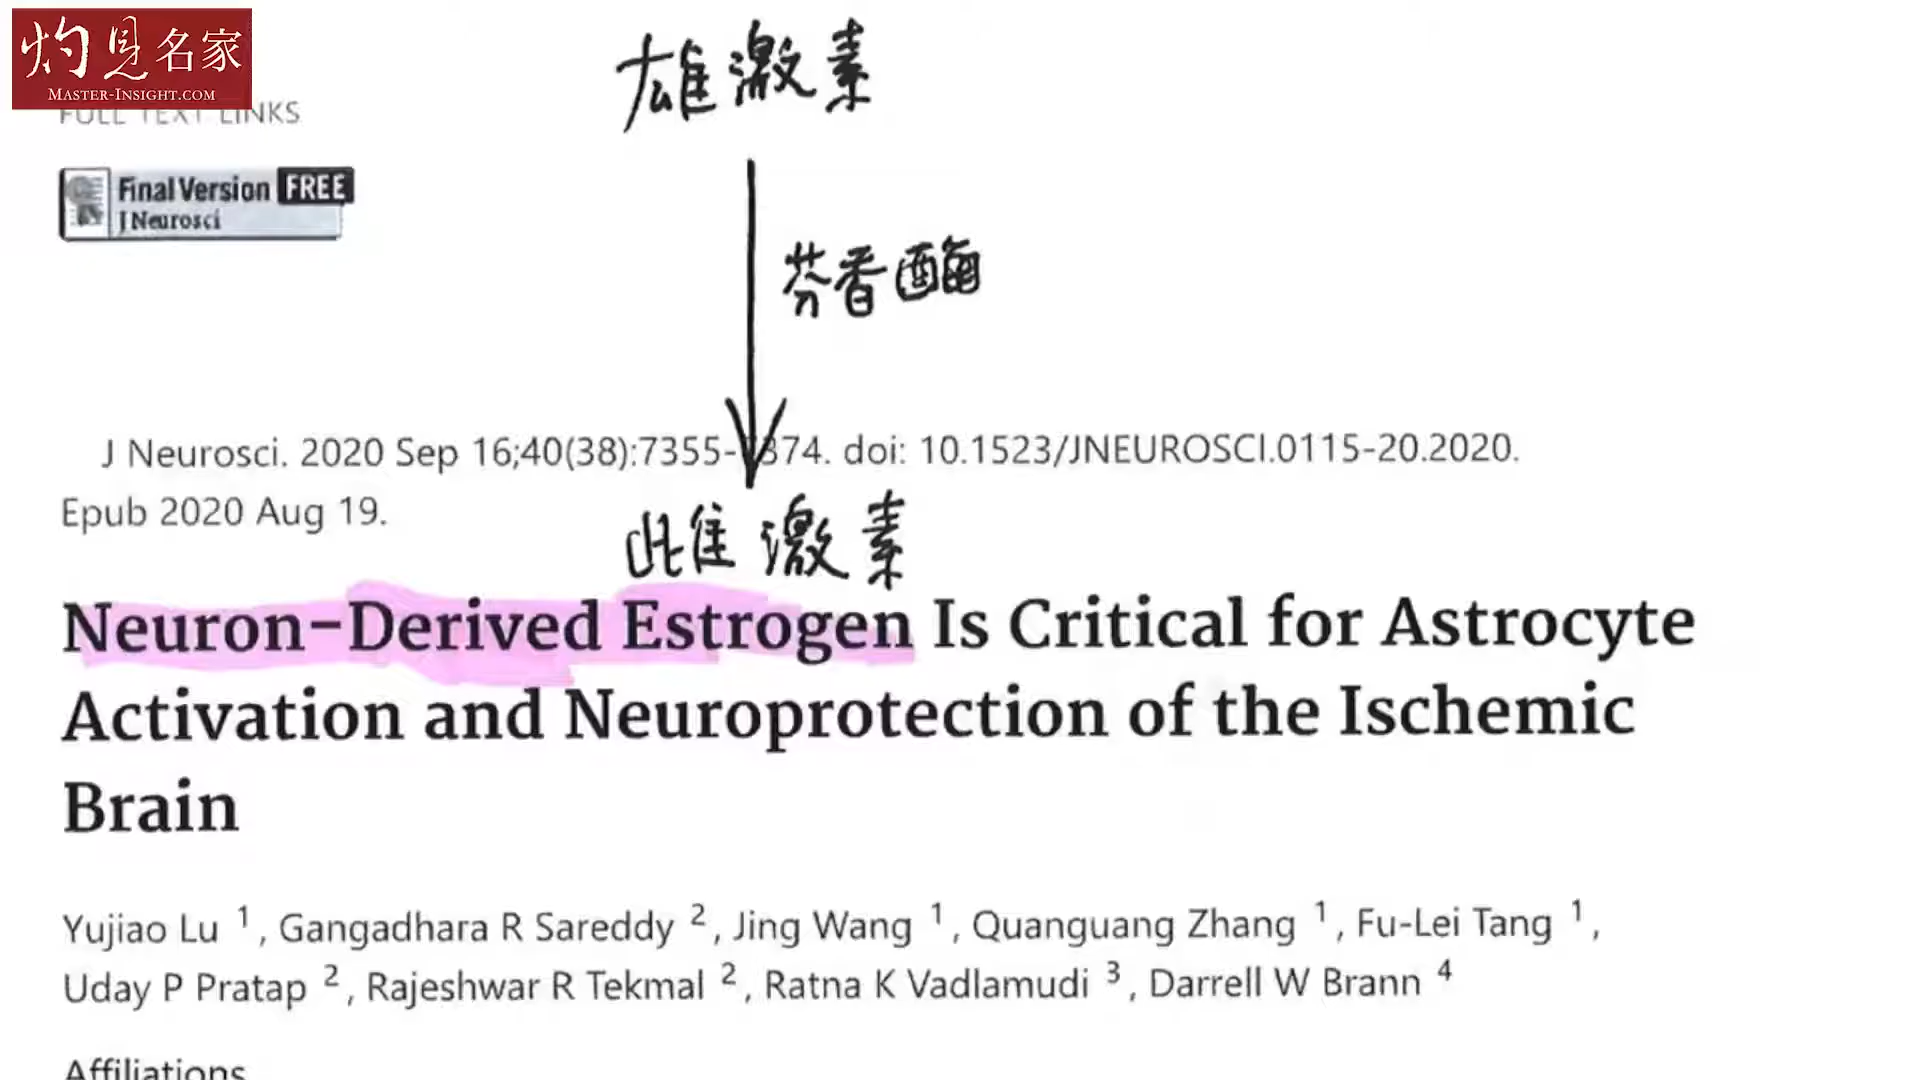 灼見名家
MASTER-INSIGHT.COM
FULL TEXT LINKS
Final Version FREE
J Neurosci
雄激素
芬香酶
J Neurosci. 2020 Sep 16;40(38):7355-7374. doi: 10.1523/JNEUROSCI.0115-20.2020.
Epub 2020 Aug 19.
雌激素
Neuron-Derived Estrogen Is Critical for Astrocyte
Activation and Neuroprotection of the Ischemic
Brain
Yujiao Lu 1, Gangadhara R Sareddy 2, Jing Wang 1, Quanguang Zhang 1, Fu-Lei Tang 1,
Uday P Pratap 2, Rajeshwar R Tekmal 2, Ratna K Vadlamudi 3, Darrell W Brann 4
Affiliations